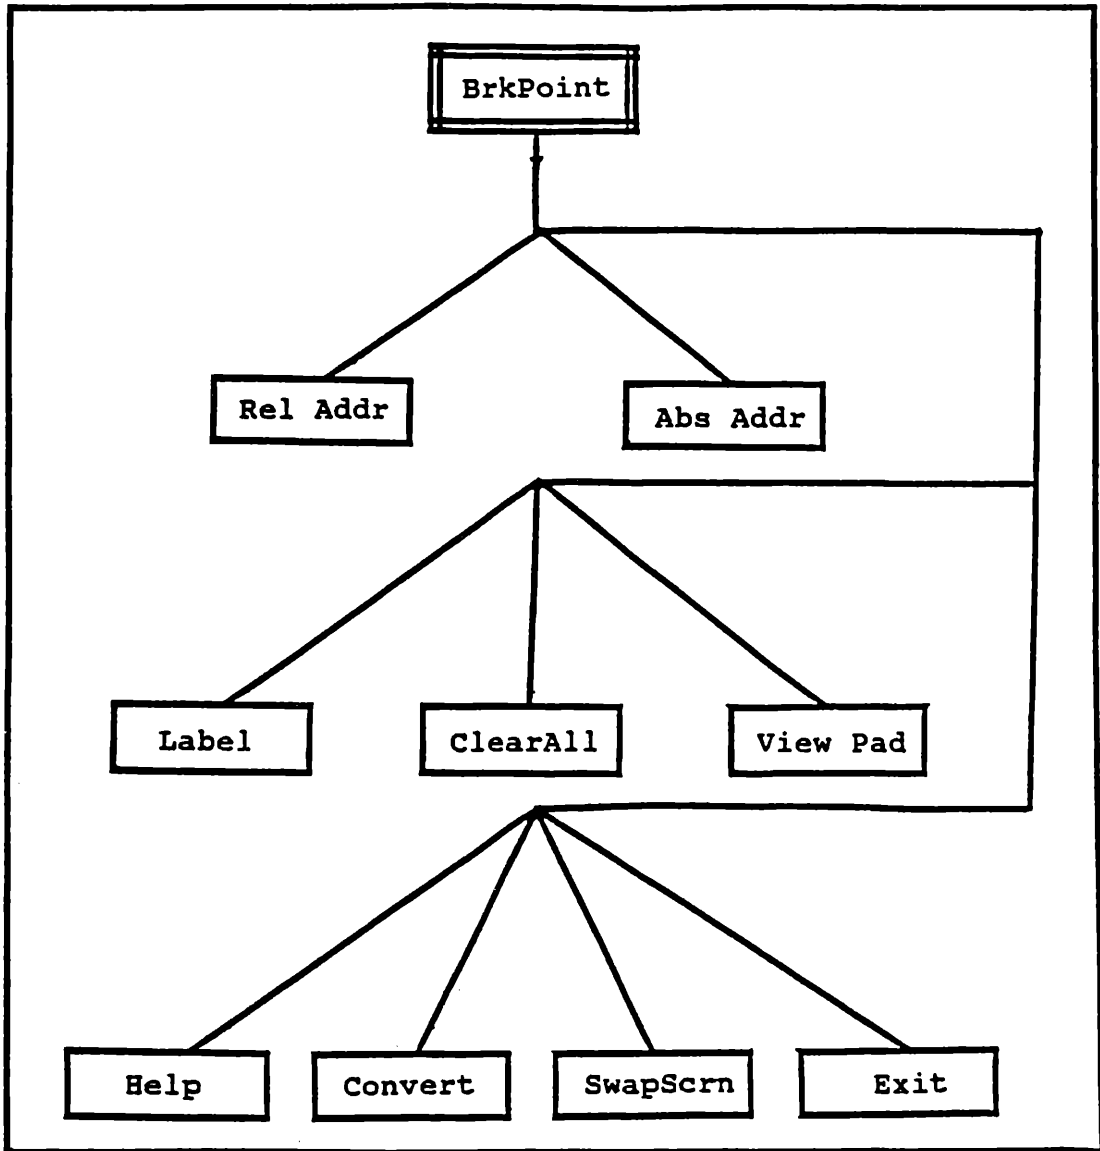 BrkPoint
Rel Addr
Abs Addr
Label
ClearAll
View Pad
Help
Convert
SwapScrn
Exit